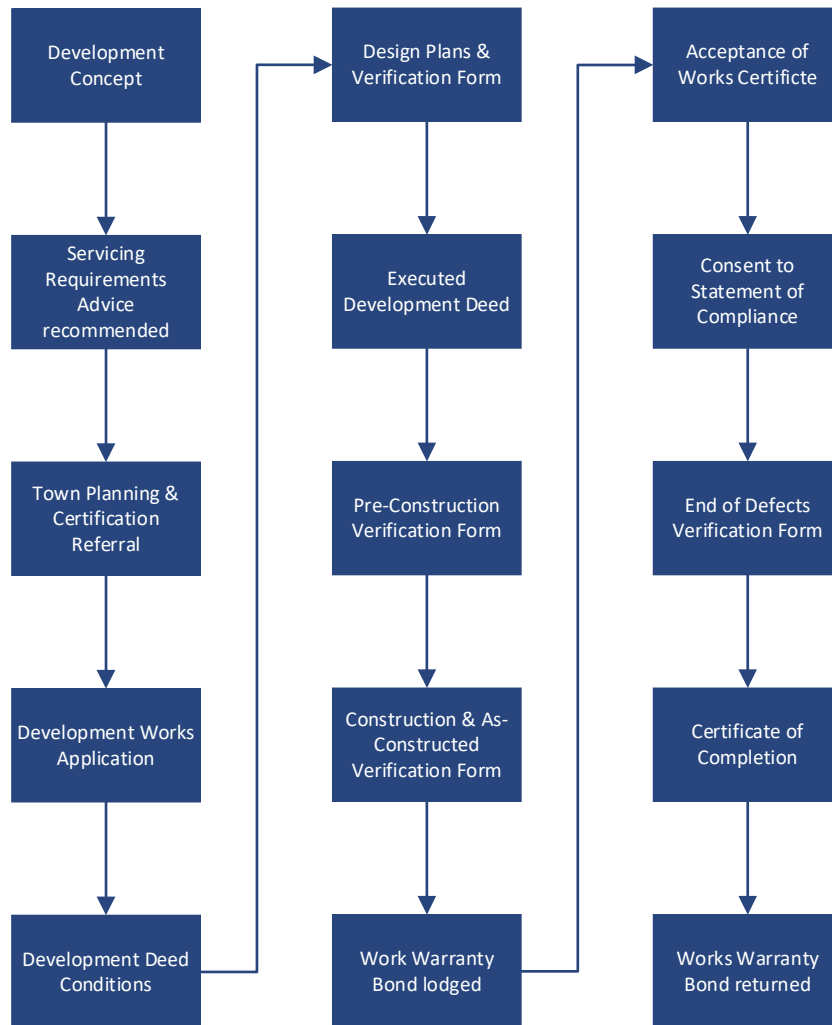 Development
Concept
Servicing
Requirements
Advice
recommended
Town Planning &
Certification
Referral
Development Works
Application
Development Deed
Conditions
Design Plans &
Verification Form
Executed
Development Deed
Pre-Construction
Verification Form
Construction & As-
Constructed
Verification Form
Work Warranty
Bond lodged
Acceptance of
Works Certificte
Consent to
Statement of
Compliance
End of Defects
Verification Form
Certificate of
Completion
Works Warranty
Bond returned